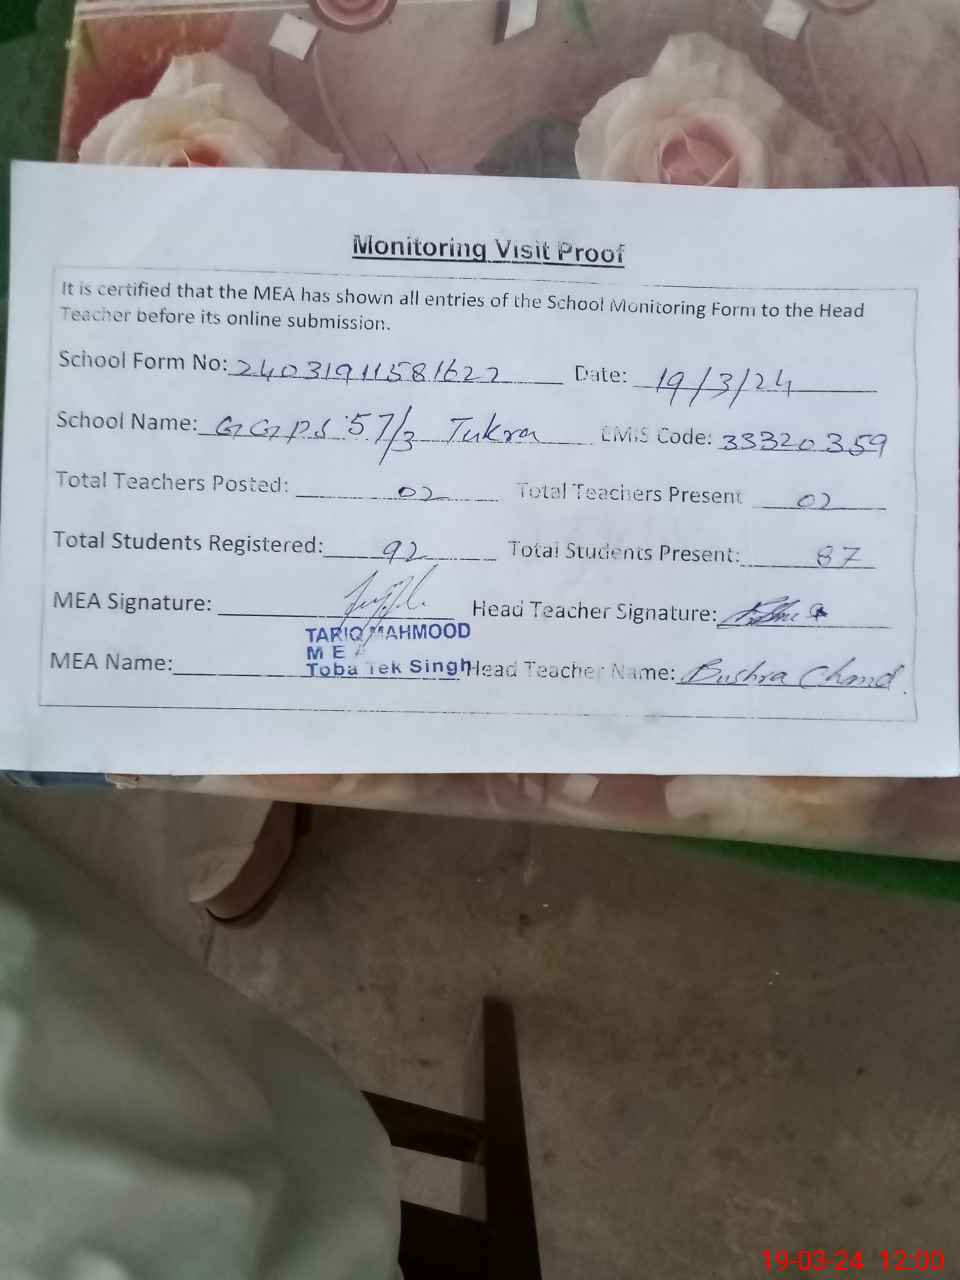 Monitoring Visit Proof
It is certified that the MEA has shown all entries of the School Monitoring Form to the Head
Teacher before its online submission.
School Form No: 24031911581622 Date: 19/3/24
School Name: GGPS 57/3 Tukra EMIS Code: 33320359
Total Teachers Posted: 02 Total Teachers Present 02
Total Students Registered: 92 Total Students Present: 87
MEA Signature: Head Teacher Signature:
TARIQ MAHMOOD
M E A
MEA Name: Toba Tek Singh Head Teacher Name: Bushra Chand
19-03-24 12:00